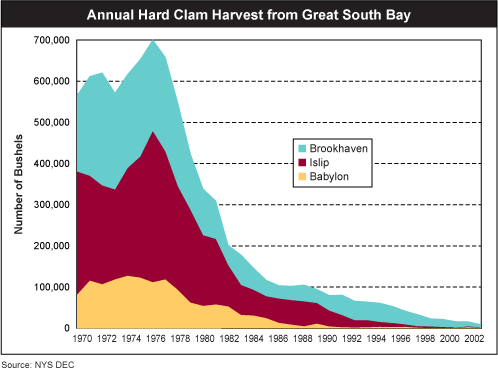 Annual Hard Clam Harvest from Great South Bay
700,000
600,000
500,000
400,000
300,000
200,000
100,000
0
Number of Bushels
Brookhaven
Islip
Babylon
1970 1972 1974 1976 1978 1980 1982 1984 1986 1988 1990 1992 1994 1996 1998 2000 2002
Source: NYS DEC